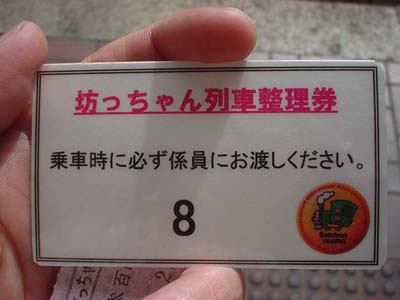 坊っちゃん列車整理券
乗車時に必ず係員にお渡しください。
8